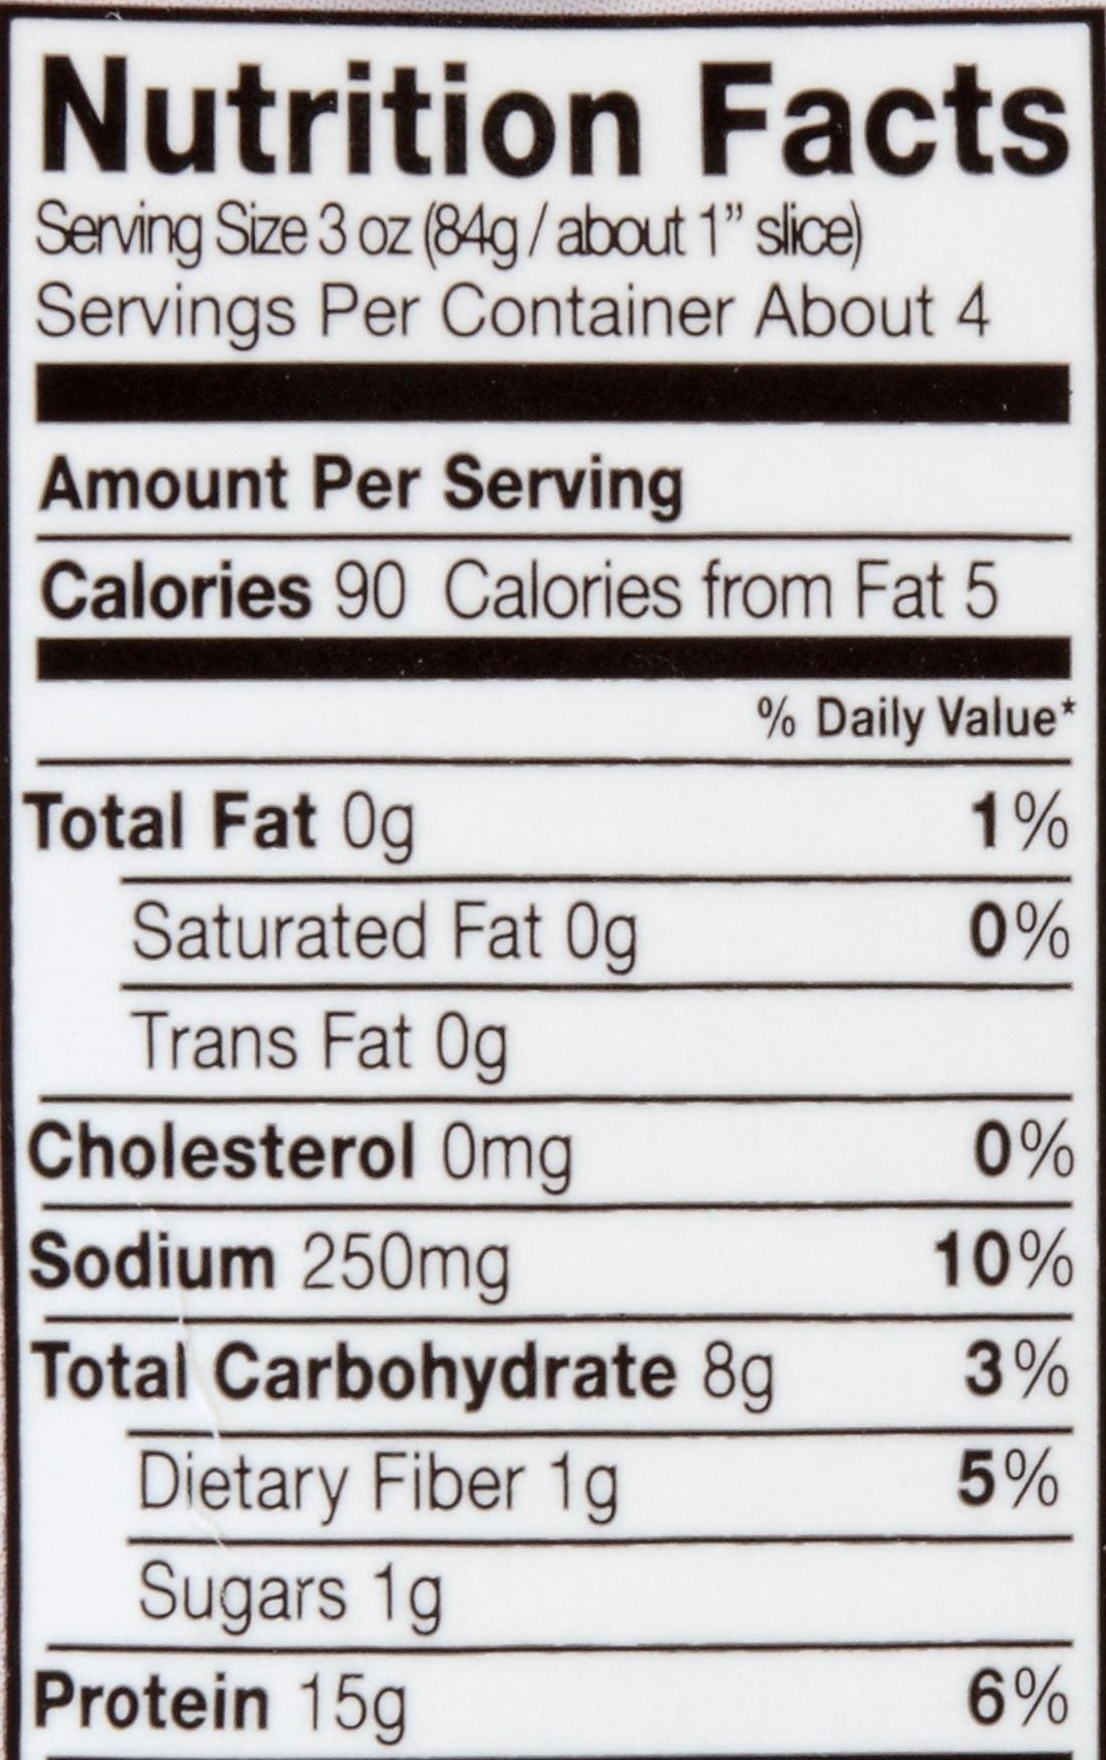 Nutrition Facts
Serving Size 3 oz (84g / about 1” slice)
Servings Per Container About 4
Amount Per Serving
Calories 90 Calories from Fat 5
% Daily Value*
Total Fat 0g 1%
Saturated Fat 0g 0%
Trans Fat 0g
Cholesterol 0mg 0%
Sodium 250mg 10%
Total Carbohydrate 8g 3%
Dietary Fiber 1g 5%
Sugars 1g
Protein 15g 6%